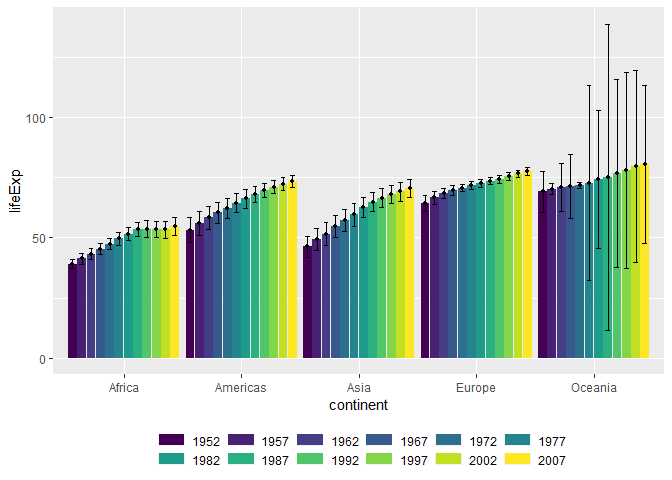 lifeExp
100
50
0
Africa Americas Asia Europe Oceania
continent
1952 1957 1962 1967 1972 1977
1982 1987 1992 1997 2002 2007